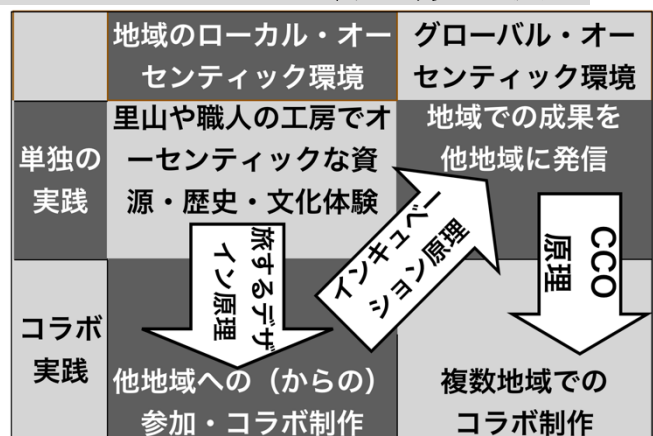 地域のローカル・オー
センティック環境
グローバル・オー
センティック環境
単独の
実践
里山や職人の工房でオ
ーセンティックな資
源・歴史・文化体験
地域での成果を
他地域に発信
旅するデザ
イン原理
インキュベー
ション原理
CCO
原理
コラボ
実践
他地域への（からの）
参加・コラボ制作
複数地域での
コラボ制作